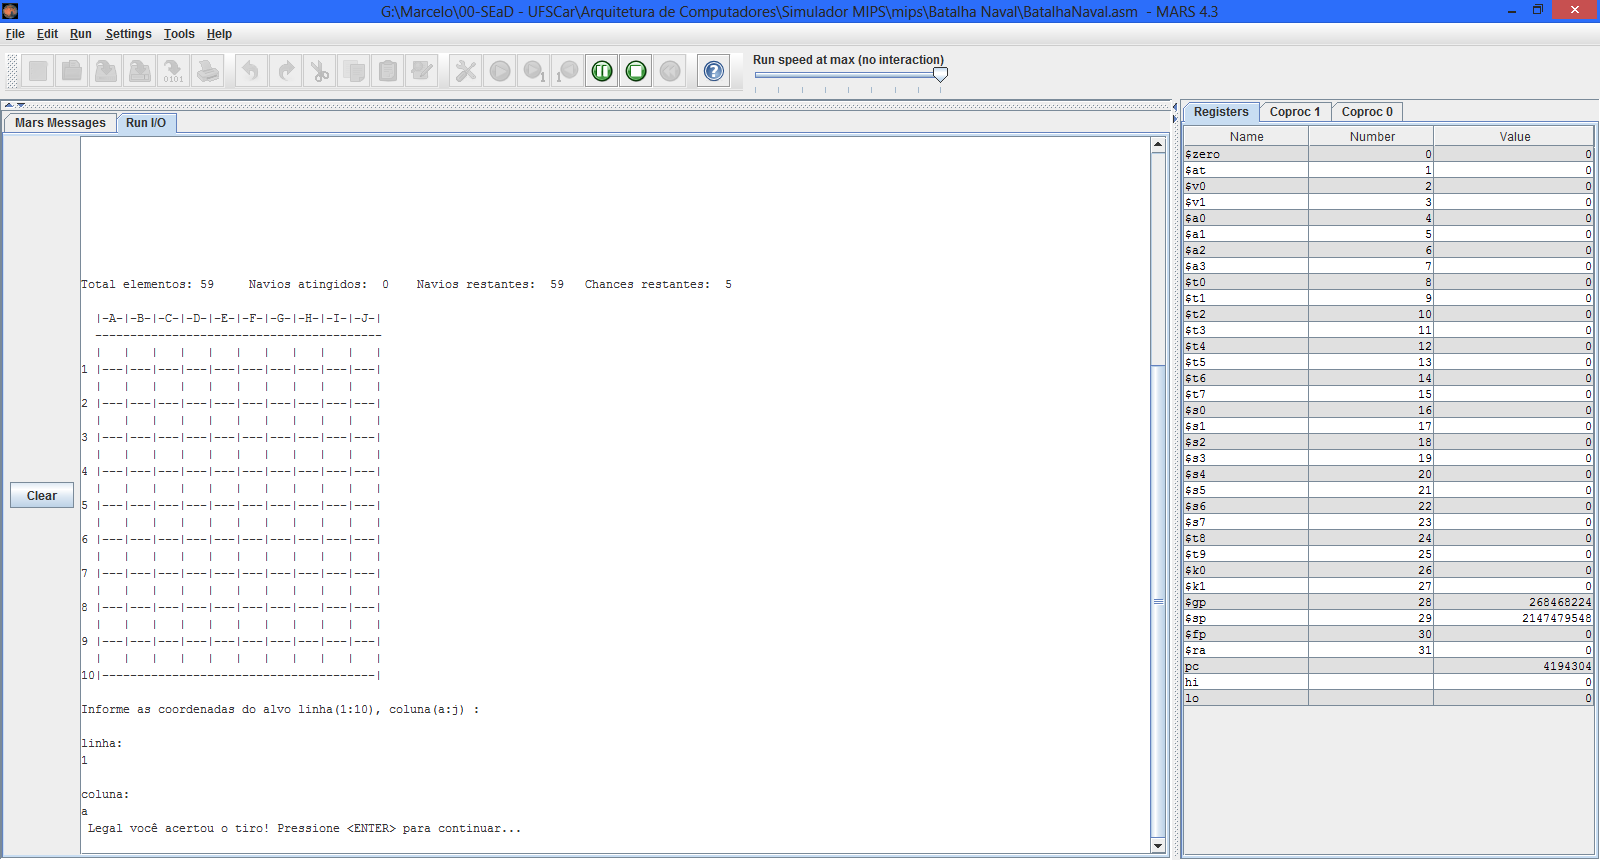 G:\Marcelo\00-SEaD - UFSCar\Arquitetura de Computadores\Simulador MIPS\mips\Batalha Naval\BatalhaNaval.asm - MARS 4.3
File Edit Run Settings Tools Help
Run speed at max (no interaction)
Mars Messages Run I/O
Clear
Total elementos: 59 Navios atingidos: 0 Navios restantes: 59 Chances restantes: 5
|-A-|-B-|-C-|-D-|-E-|-F-|-G-|-H-|-I-|-J-|
-----------------------------------------
| | | | | | | | | | |
1 |---|---|---|---|---|---|---|---|---|---|
| | | | | | | | | | |
2 |---|---|---|---|---|---|---|---|---|---|
| | | | | | | | | | |
3 |---|---|---|---|---|---|---|---|---|---|
| | | | | | | | | | |
4 |---|---|---|---|---|---|---|---|---|---|
| | | | | | | | | | |
5 |---|---|---|---|---|---|---|---|---|---|
| | | | | | | | | | |
6 |---|---|---|---|---|---|---|---|---|---|
| | | | | | | | | | |
7 |---|---|---|---|---|---|---|---|---|---|
| | | | | | | | | | |
8 |---|---|---|---|---|---|---|---|---|---|
| | | | | | | | | | |
9 |---|---|---|---|---|---|---|---|---|---|
| | | | | | | | | | |
10|---------------------------------------|
Informe as coordenadas do alvo linha(1:10), coluna(a:j) :
linha:
1
coluna:
a
Legal você acertou o tiro! Pressione <ENTER> para continuar...
Registers Coproc 1 Coproc 0
Name Number Value
$zero 0 0
$at 1 0
$v0 2 0
$v1 3 0
$a0 4 0
$a1 5 0
$a2 6 0
$a3 7 0
$t0 8 0
$t1 9 0
$t2 10 0
$t3 11 0
$t4 12 0
$t5 13 0
$t6 14 0
$t7 15 0
$s0 16 0
$s1 17 0
$s2 18 0
$s3 19 0
$s4 20 0
$s5 21 0
$s6 22 0
$s7 23 0
$t8 24 0
$t9 25 0
$k0 26 0
$k1 27 0
$gp 28 268468224
$sp 29 2147479548
$fp 30 0
$ra 31 0
pc 4194304
hi 0
lo 0